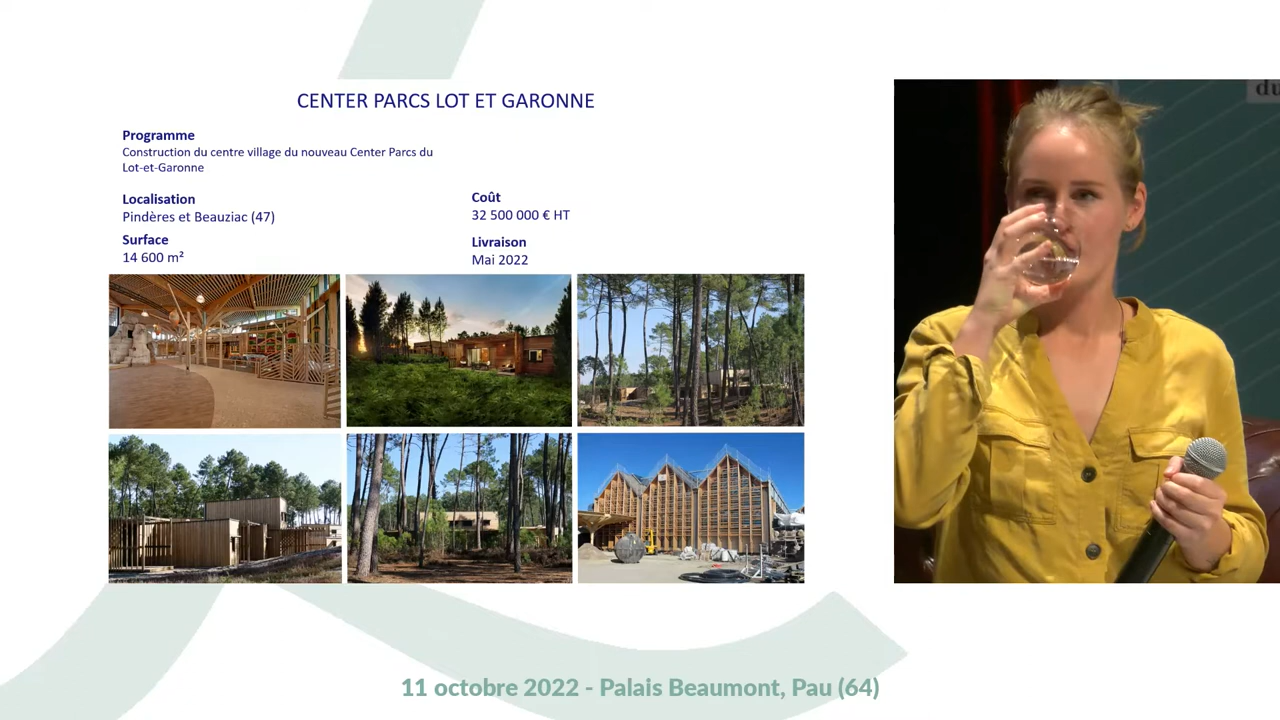 CENTER PARCS LOT ET GARONNE
Programme
Construction du centre village du nouveau Center Parcs du
Lot-et-Garonne
Localisation
Pindères et Beauziac (47)
Surface
14 600 m²
Coût
32 500 000 € HT
Livraison
Mai 2022
du
11 octobre 2022 - Palais Beaumont, Pau (64)